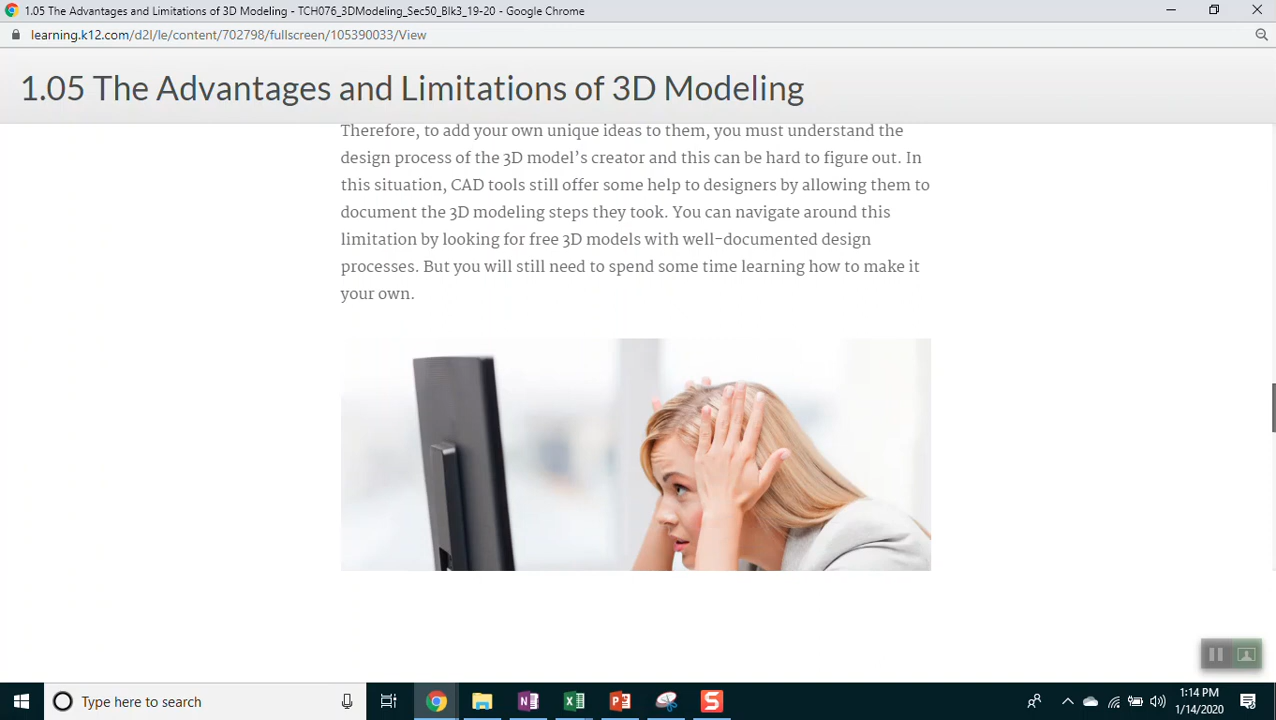 1.05 The Advantages and Limitations of 3D Modeling - TCH076_3DModeling_Sec50_Blk3_19-20 - Google Chrome
learning.k12.com/d2l/le/content/702798/fullscreen/105390033/View
1.05 The Advantages and Limitations of 3D Modeling
Therefore, to add your own unique ideas to them, you must understand the
design process of the 3D model’s creator and this can be hard to figure out. In
this situation, CAD tools still offer some help to designers by allowing them to
document the 3D modeling steps they took. You can navigate around this
limitation by looking for free 3D models with well-documented design
processes. But you will still need to spend some time learning how to make it
your own.
Type here to search
1:14 PM
1/14/2020